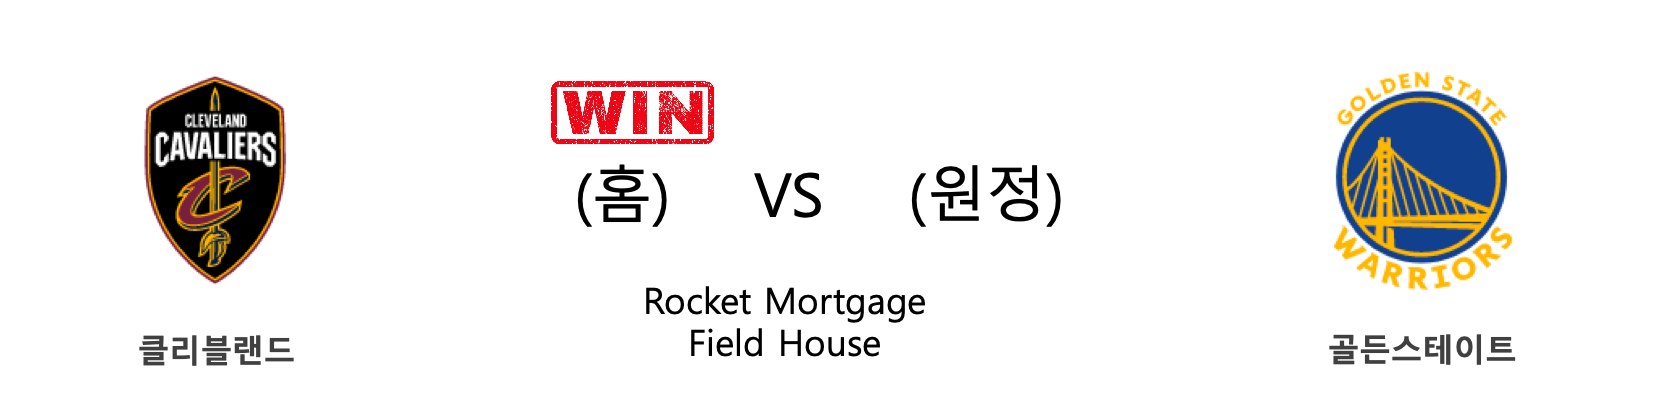 CLEVELAND
CAVALIERS
클리블랜드
WIN
(홈) VS (원정)
Rocket Mortgage
Field House
GOLDEN STATE
WARRIORS
골든스테이트